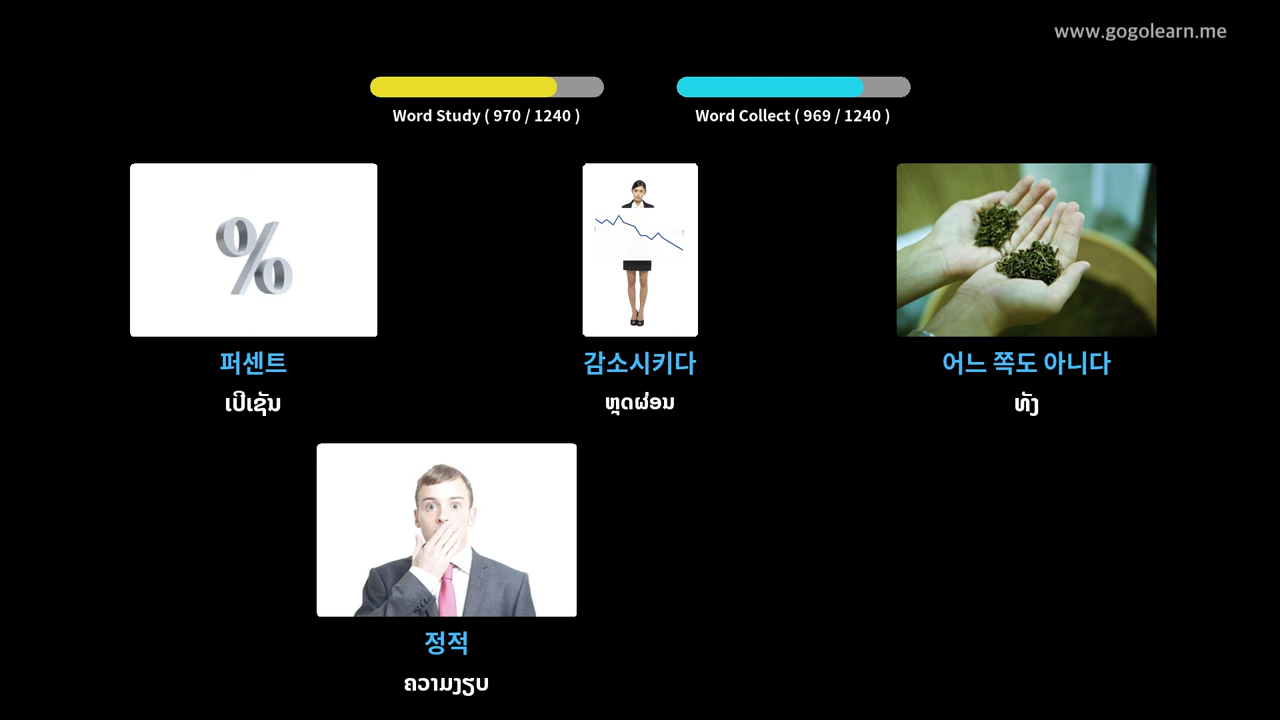 www.gogolearn.me
Word Study ( 970 / 1240 )
Word Collect ( 969 / 1240 )
%
퍼센트
감소시키다
어느 쪽도 아니다
ເປີເຊັນ
ຫຼຸດຜ່ອນ
ທັງ
정적
ຄວາມງຽບ